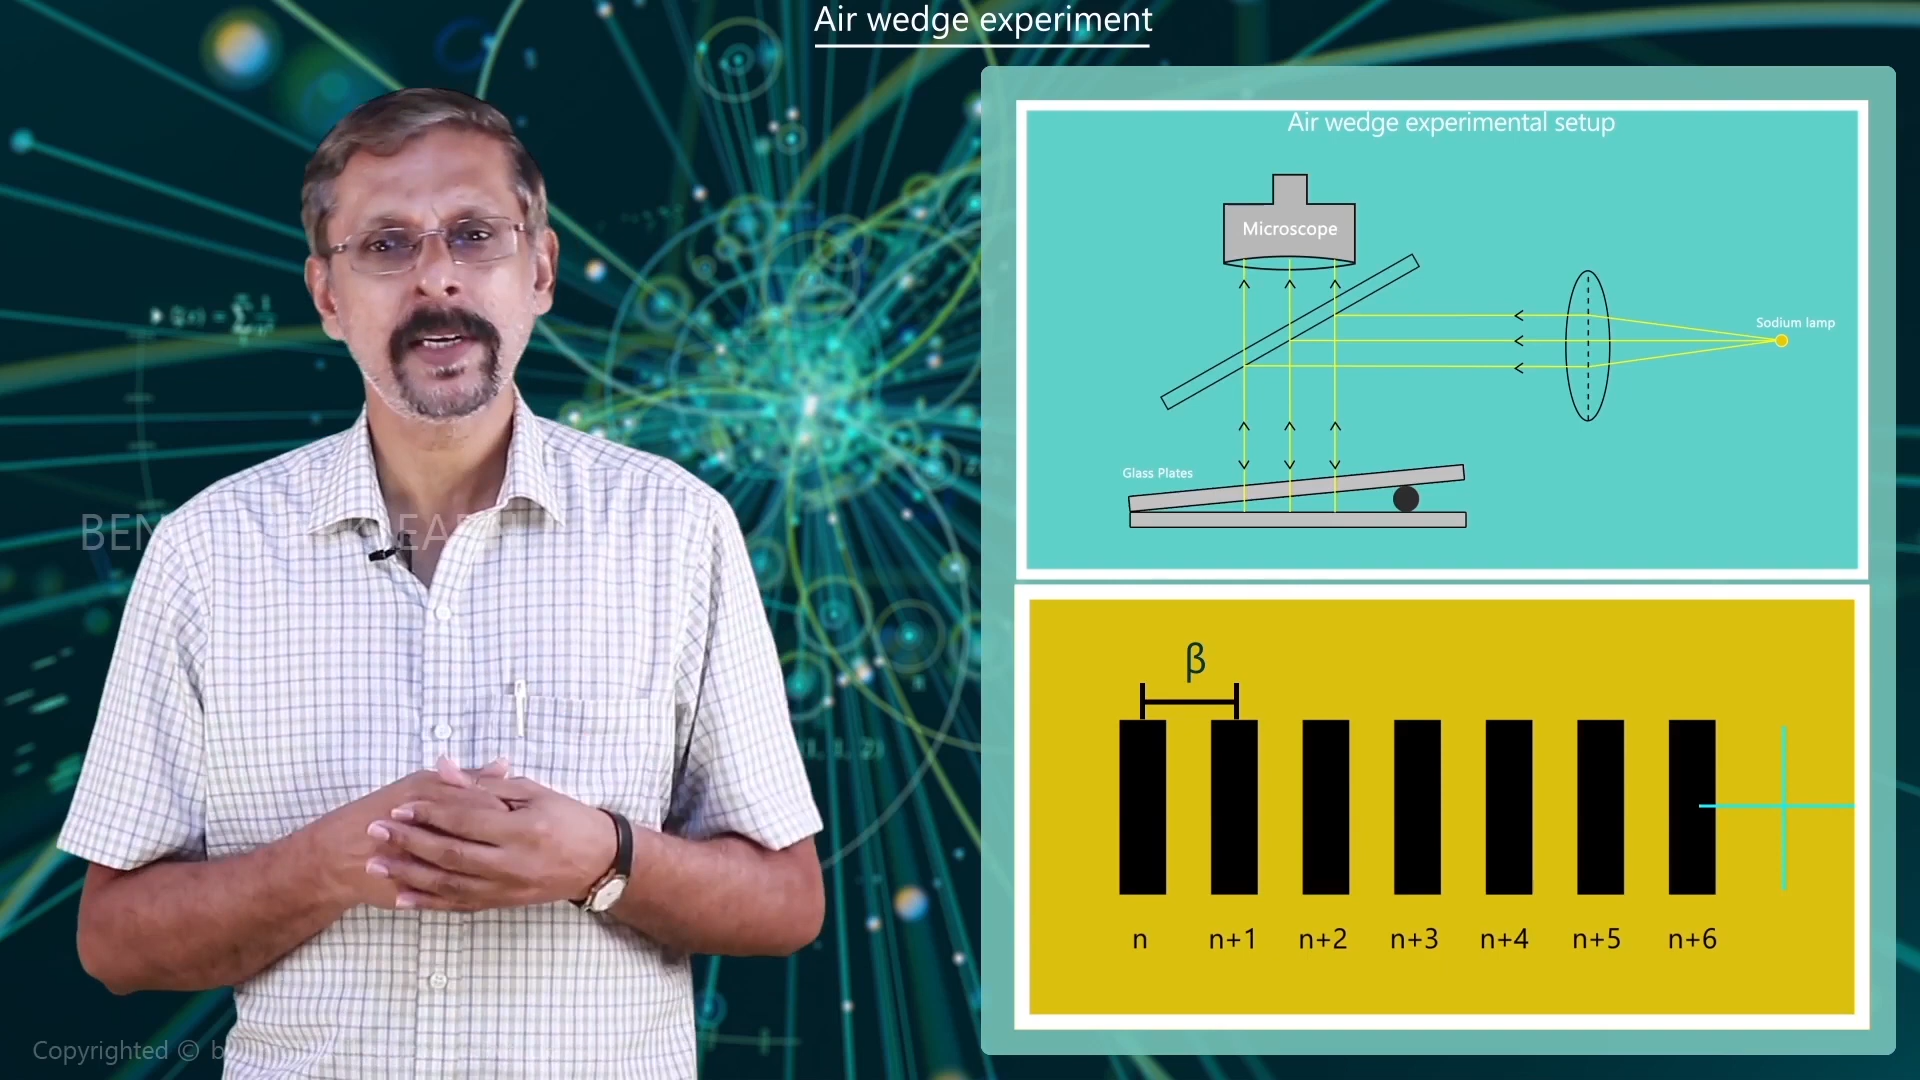 Air wedge experiment
Air wedge experimental setup
Microscope
Sodium lamp
Glass Plates
β
n n+1 n+2 n+3 n+4 n+5 n+6
Copyrighted ©